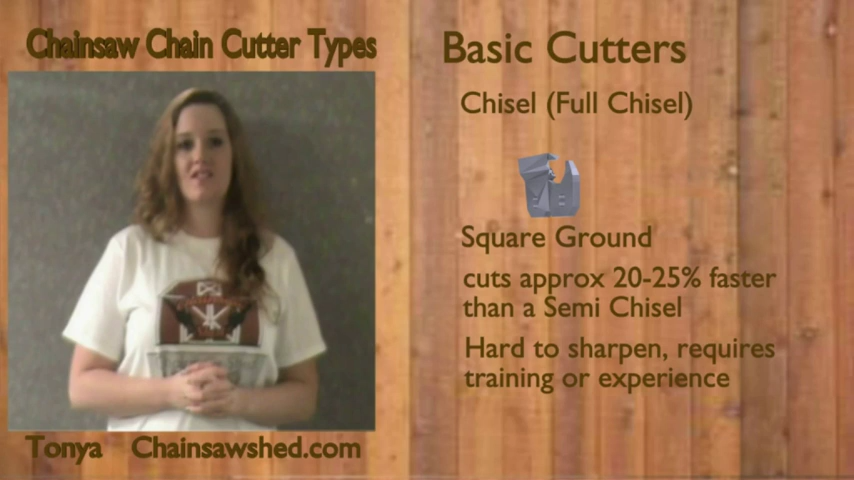 Chainsaw Chain Cutter Types
Basic Cutters
Chisel (Full Chisel)
Square Ground
cuts approx 20-25% faster
than a Semi Chisel
Hard to sharpen, requires
training or experience
Tonya Chainsawshed.com